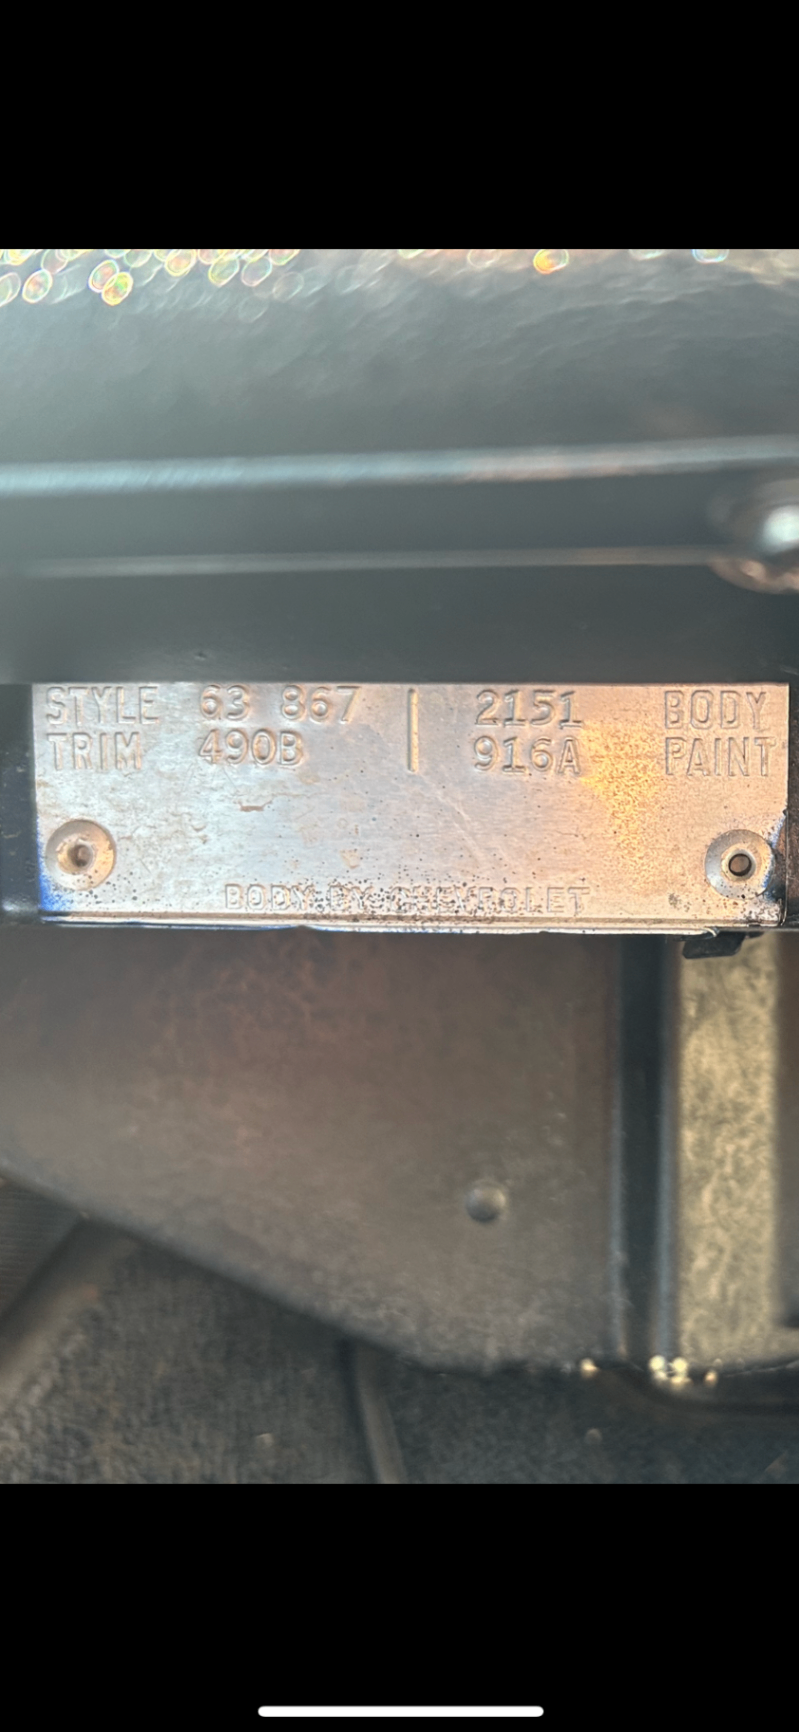 STYLE 63 867 | 2151 BODY
TRIM 490B | 916A PAINT
BODY BY CHEVROLET